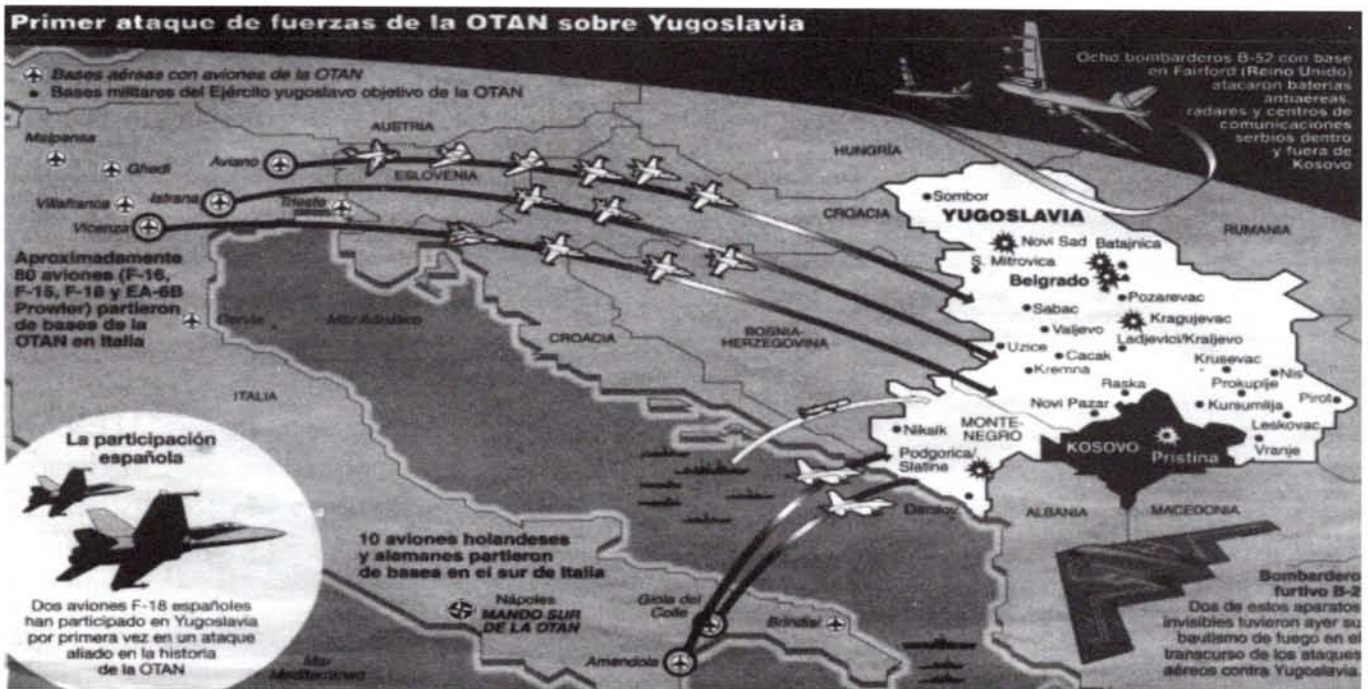 Primer ataque de fuerzas de la OTAN sobre Yugoslavia
Bases aéreas con aviones de la OTAN
Bases militares del Ejército yugoslavo objetivo de la OTAN
Ocho bombarderos B-52 con base
en Fairford (Reino Unido)
atacaron baterías
antiaéreas,
radares y centros de
comunicaciones
serbios dentro
y fuera de
Kosovo
AUSTRIA
HUNGRÍA
Malpansa
Ghedi
Aviano
ESLOVENIA
Villafranca
Istrana
Trieste
Vicenza
CROACIA
RUMANIA
Sombor
YUGOSLAVIA
Novi Sad
Batajnica
S. Mitrovica
Belgrado
Pozarevac
Sabac
Kragujevac
Valjevo
Ladjevici/Kraljevo
Uzice
Cacak
Krusevac
Kremna
Nis
Raska
Prokuplje
Pirot
Novi Pazar
Kursumlija
Leskovac
Vranje
KOSOVO
Pristina
Aproximadamente
80 aviones (F-16,
F-15, F-18 y EA-6B
Prowler) partieron
de bases de la
OTAN en Italia
Cervia
Mar Adriático
CROACIA
BOSNIA-
HERZEGOVINA
ITALIA
MONTE-
NEGRO
Niksik
Podgorica/
Slatine
ALBANIA
MACEDONIA
La participación
española
Dos aviones F-18 españoles
han participado en Yugoslavia
por primera vez en un ataque
aliado en la historia
de la OTAN
10 aviones holandeses
y alemanes partieron
de bases en el sur de Italia
Nápoles
MANDO SUR
DE LA OTAN
Gioia del
Colle
Brindisi
Amendola
Mar
Mediterráneo
Bombardero
furtivo B-2
Dos de estos aparatos
invisibles tuvieron ayer su
bautismo de fuego en el
transcurso de los ataques
aéreos contra Yugoslavia